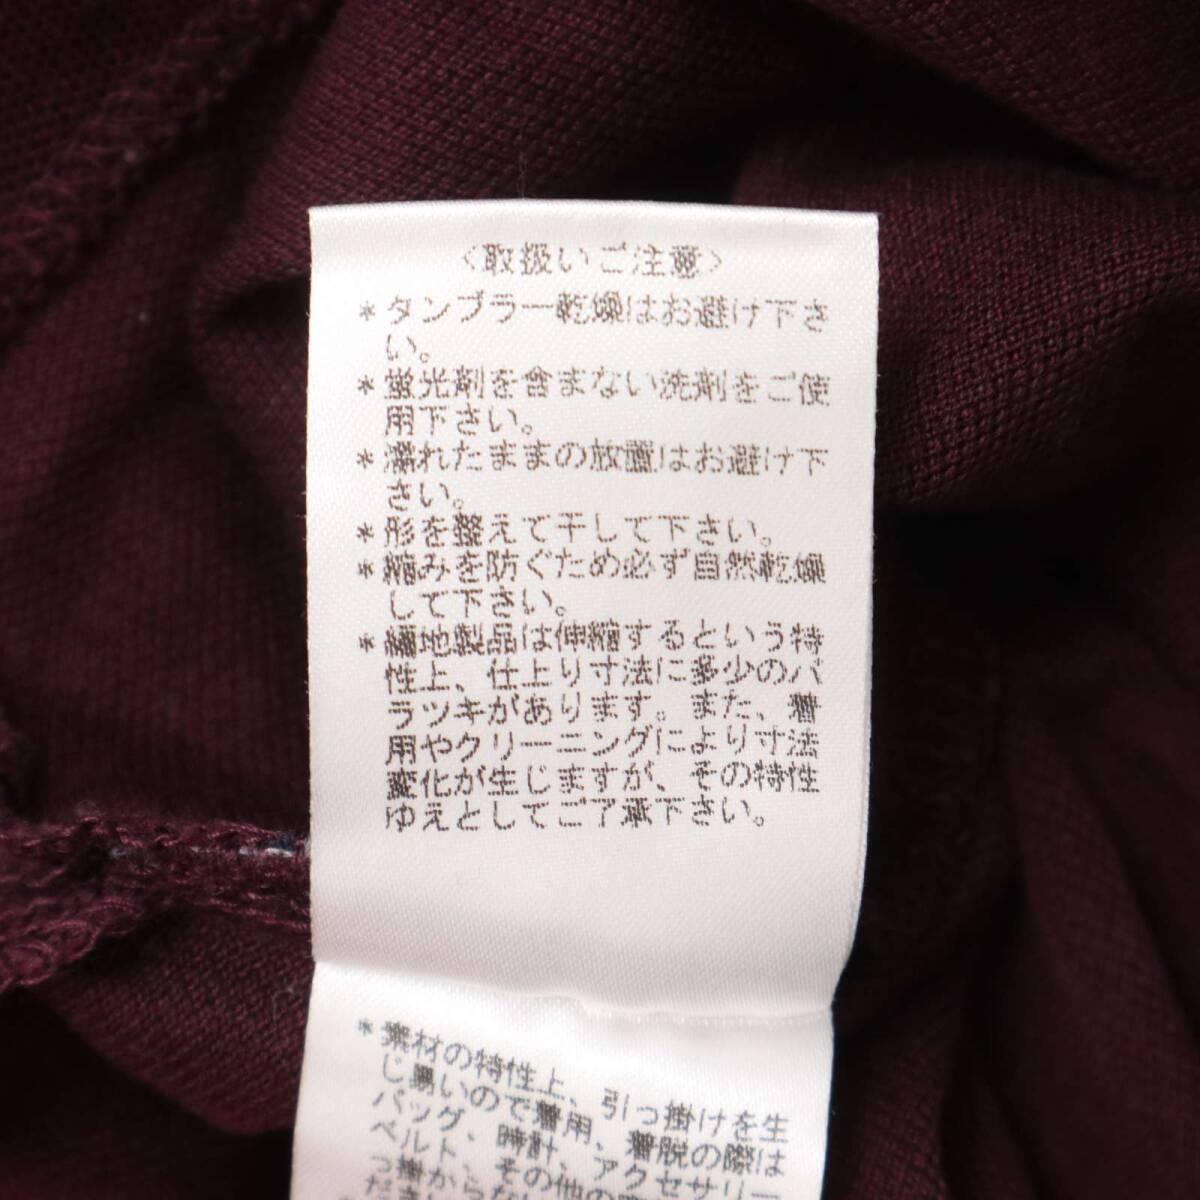 〈取扱いご注意〉
*タンブラー乾燥はお避け下さ
い。
*蛍光剤を含まない洗剤をご使
用下さい。
*濡れたままの放置はお避け下
さい。
*形を整えて干して下さい。
*縮みを防ぐため必ず自然乾燥
して下さい。
*編地製品は伸縮するという特
性上、仕上り寸法に多少のバ
ラツキがあります。また、着
用やクリーニングにより寸法
変化が生じますが、その特性
ゆえとしてご了承下さい。
*素材の特性上、引っ掛けを生
じ易いので着用、着脱の際は
バッグ、時計、アクセサリー
ベルト、その他の
っ掛からな